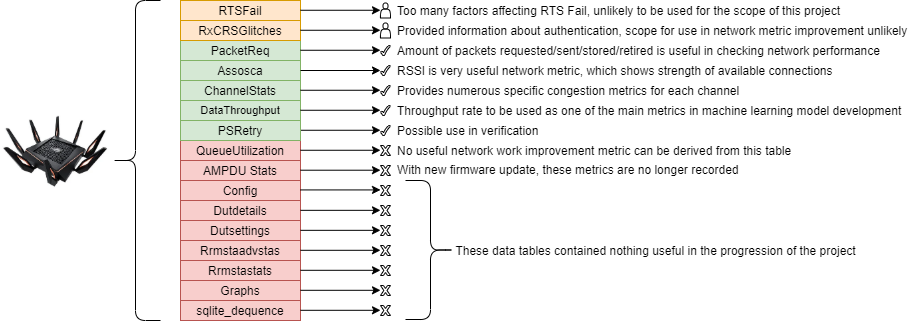 RTSFail Too many factors affecting RTS Fail, unlikely to be used for the scope of this project
RxCRSGlitches Provided information about authentication, scope for use in network metric improvement unlikely
PacketReq Amount of packets requested/sent/stored/retired is useful in checking network performance
Assosca RSSI is very useful network metric, which shows strength of available connections
ChannelStats Provides numerous specific congestion metrics for each channel
DataThroughput Throughput rate to be used as one of the main metrics in machine learning model development
PSRetry Possible use in verification
QueueUtilization No useful network work improvement metric can be derived from this table
AMPDU Stats With new firmware update, these metrics are no longer recorded
Config
Dutdetails
Dutsettings
Rrmstaadvstas These data tables contained nothing useful in the progression of the project
Rrmstastats
Graphs
sqlite_dequence